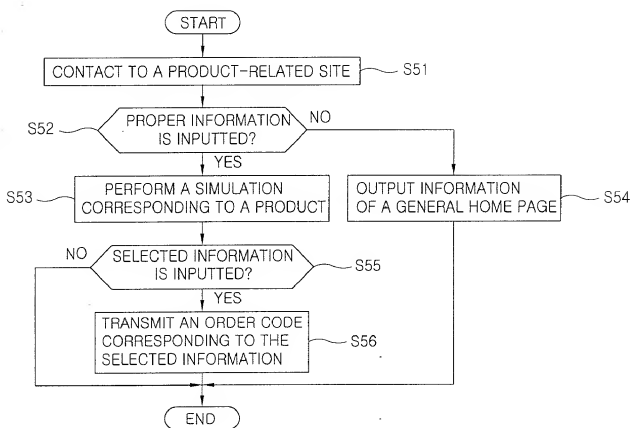 START
CONTACT TO A PRODUCT-RELATED SITE
S51
PROPER INFORMATION
IS INPUTTED?
S52
NO
YES
PERFORM A SIMULATION
CORRESPONDING TO A PRODUCT
S53
OUTPUT INFORMATION
OF A GENERAL HOME PAGE
S54
NO
SELECTED INFORMATION
IS INPUTTED?
S55
YES
TRANSMIT AN ORDER CODE
CORRESPONDING TO THE
SELECTED INFORMATION
S56
END